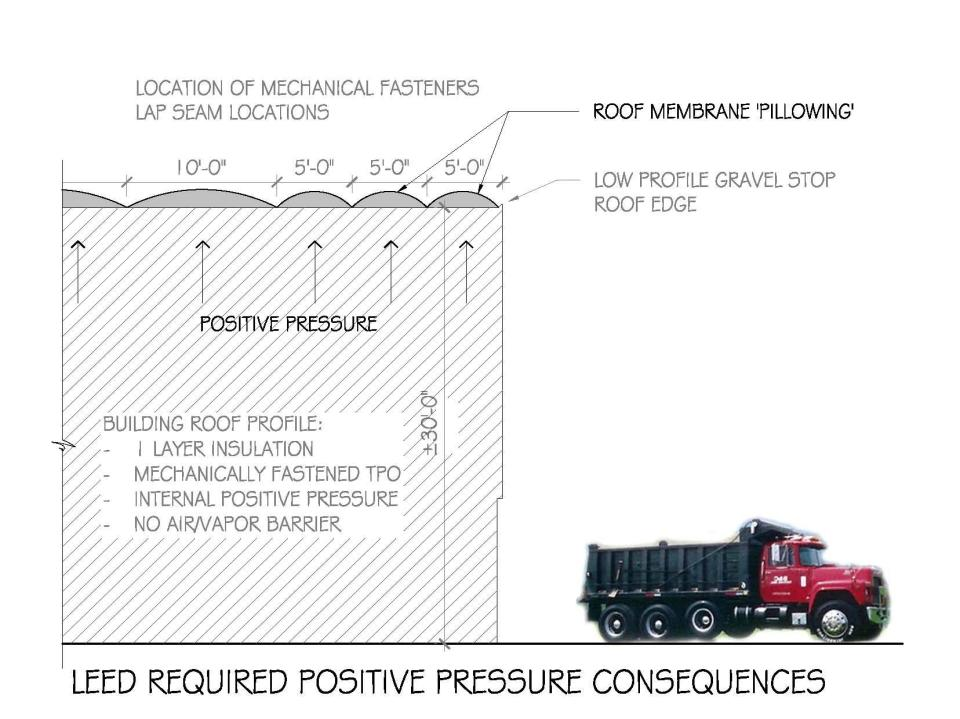 LOCATION OF MECHANICAL FASTENERS
LAP SEAM LOCATIONS
ROOF MEMBRANE 'PILLOWING'
10'-0" 5'-0" 5'-0" 5'-0"
LOW PROFILE GRAVEL STOP
ROOF EDGE
POSITIVE PRESSURE
±30'-0"
BUILDING ROOF PROFILE:
- 1 LAYER INSULATION
- MECHANICALLY FASTENED TPO
- INTERNAL POSITIVE PRESSURE
- NO AIR/VAPOR BARRIER
LEED REQUIRED POSITIVE PRESSURE CONSEQUENCES